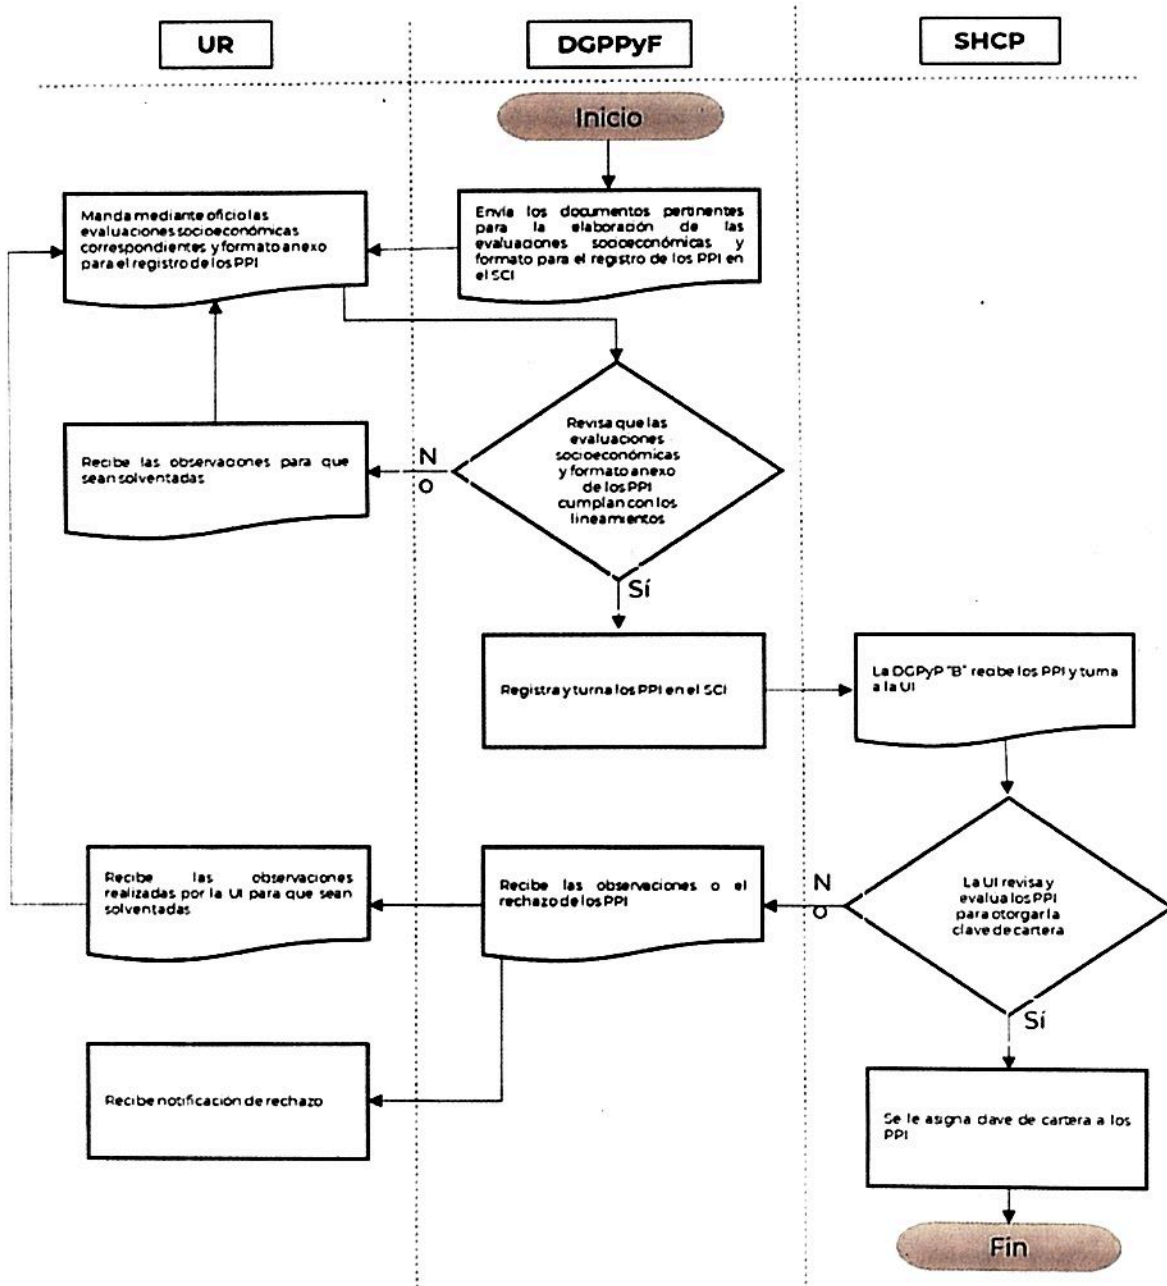 UR
DGPPyF
SHCP
Inicio
Manda mediante oficio las
evaluaciones socioeconómicas
correspondientes y formato anexo
para el registro de los PPI
Envía los documentos pertinentes
para la elaboración de las
evaluaciones socioeconómicas y
formato para el registro de los PPI en
el SCI
Revisa que las
evaluaciones
socioeconómicas
y formato anexo
de los PPI
cumplan con los
lineamientos
N
o
Recibe las observaciones para que
sean solventadas
Sí
Registra y turna los PPI en el SCI
La DGPyP "B" recibe los PPI y turna
a la UI
Recibe las observaciones
realizadas por la UI para que sean
solventadas
Recibe las observaciones o el
rechazo de los PPI
N
o
La UI revisa y
evalua los PPI
para otorgar la
clave de cartera
Sí
Recibe notificación de rechazo
Se le asigna clave de cartera a los
PPI
Fin